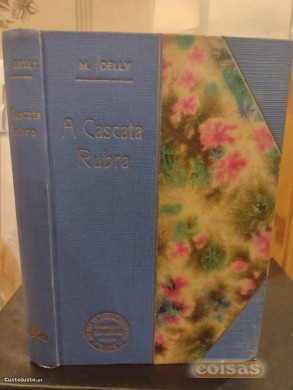 DELLY
Cascata
Rubra
M. DELLY
A Cascata
Rubra
CustoJusto.pt
coisas